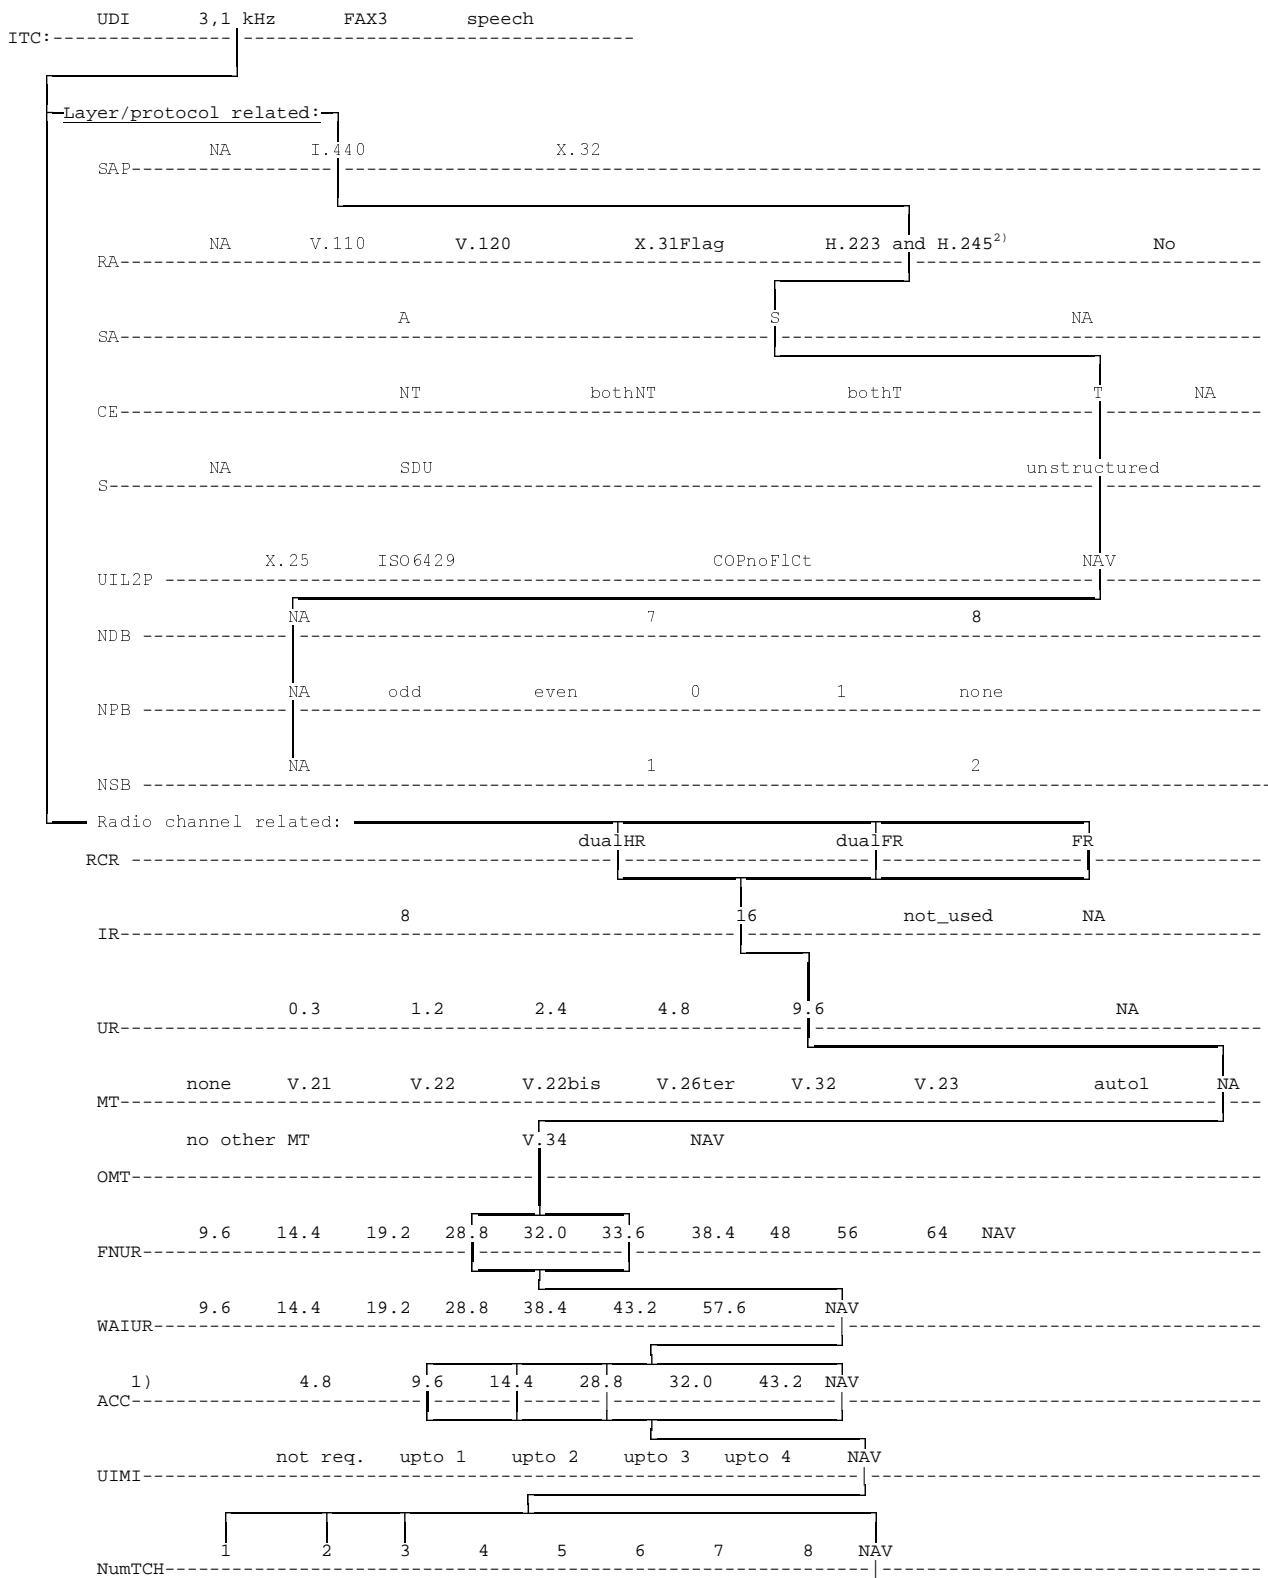 UDI 3,1 kHz FAX3 speech
ITC:
Layer/protocol related:
NA I.440 X.32
SAP
NA V.110 V.120 X.31Flag H.223 and H.245²⁾ No
RA
A S NA
SA
NT bothNT bothT T NA
CE
NA SDU unstructured
S
X.25 ISO6429 COPnoFlCt NAV
UIL2P
NA 7 8
NDB
NA odd even 0 1 none
NPB
NA 1 2
NSB
Radio channel related:
dualHR dualFR FR
RCR
8 16 not_used NA
IR
0.3 1.2 2.4 4.8 9.6 NA
UR
none V.21 V.22 V.22bis V.26ter V.32 V.23 auto1 NA
MT
no other MT V.34 NAV
OMT
9.6 14.4 19.2 28.8 32.0 33.6 38.4 48 56 64 NAV
FNUR
9.6 14.4 19.2 28.8 38.4 43.2 57.6 NAV
WAIUR
1) 4.8 9.6 14.4 28.8 32.0 43.2 NAV
ACC
not req. upto 1 upto 2 upto 3 upto 4 NAV
UIMI
1 2 3 4 5 6 7 8 NAV
NumTCH